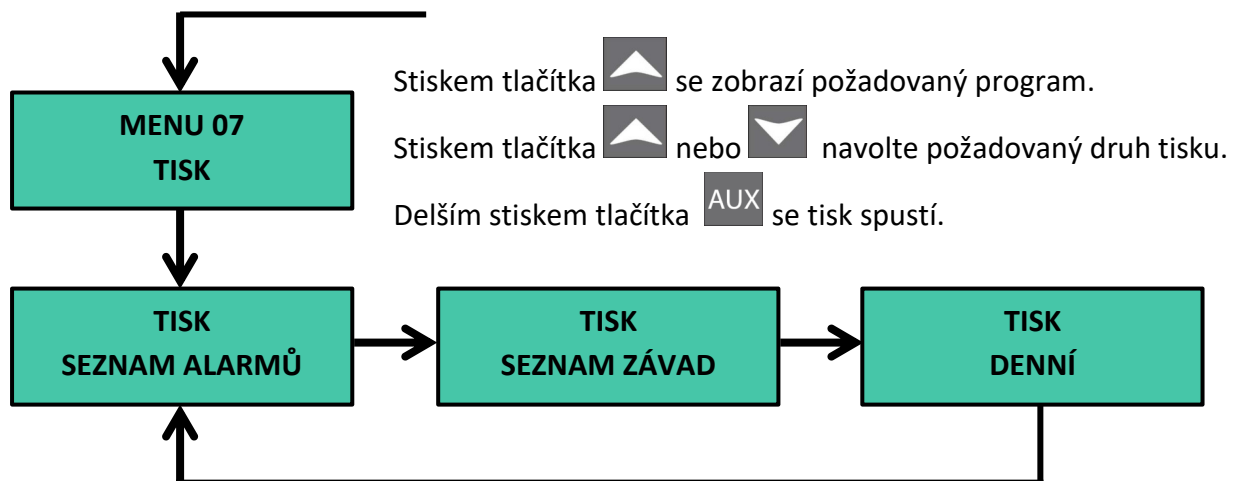 Stiskem tlačítka se zobrazí požadovaný program.
MENU 07
TISK
Stiskem tlačítka nebo navolte požadovaný druh tisku.
Delším stiskem tlačítka AUX se tisk spustí.
TISK
SEZNAM ALARMŮ
TISK
SEZNAM ZÁVAD
TISK
DENNÍ